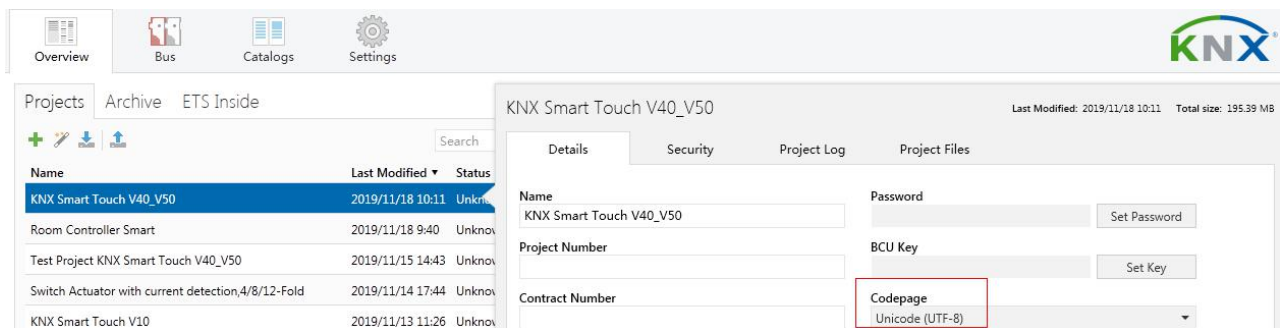 Overview Bus Catalogs Settings
KNX®
Projects Archive ETS Inside
Search
Name Last Modified Status
KNX Smart Touch V40_V50 2019/11/18 10:11
Room Controller Smart 2019/11/18 9:40 Unknow
Test Project KNX Smart Touch V40_V50 2019/11/15 14:43 Unknow
Switch Actuator with current detection,4/8/12-Fold 2019/11/14 17:44 Unknow
KNX Smart Touch V10 2019/11/13 11:26 Unknow
KNX Smart Touch V40_V50 Last Modified: 2019/11/18 10:11 Total size: 195.39 MB
Details Security Project Log Project Files
Name Password
KNX Smart Touch V40_V50 Set Password
Project Number BCU Key
Set Key
Contract Number Codepage
Unicode (UTF-8)